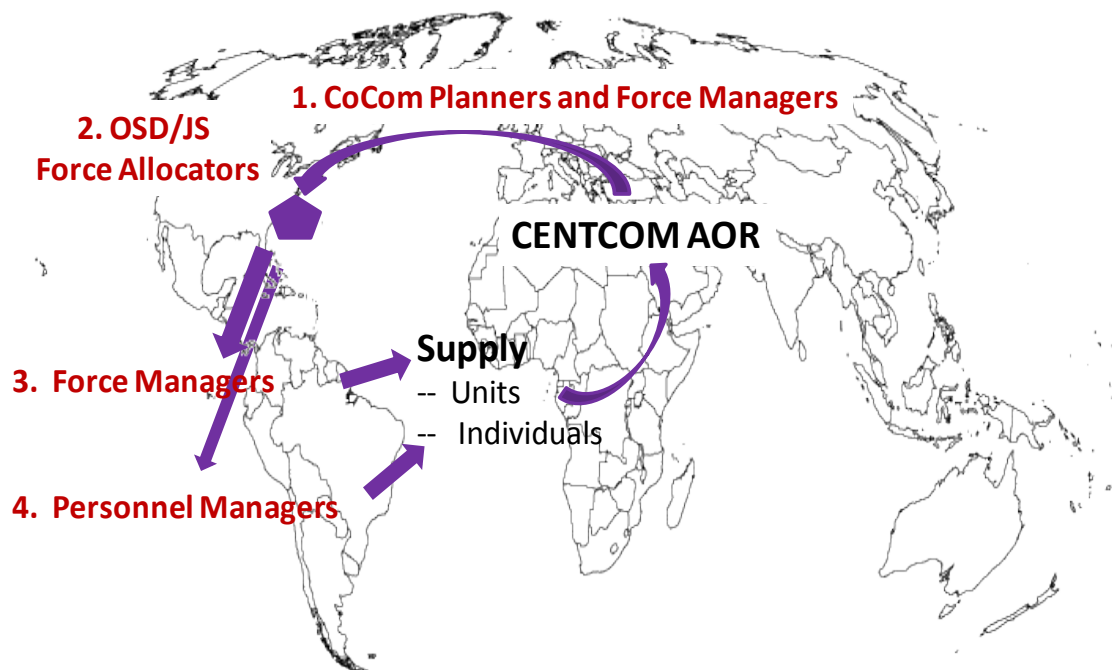 1. CoCom Planners and Force Managers
2. OSD/JS
Force Allocators
CENTCOM AOR
Supply
-- Units
-- Individuals
3. Force Managers
4. Personnel Managers